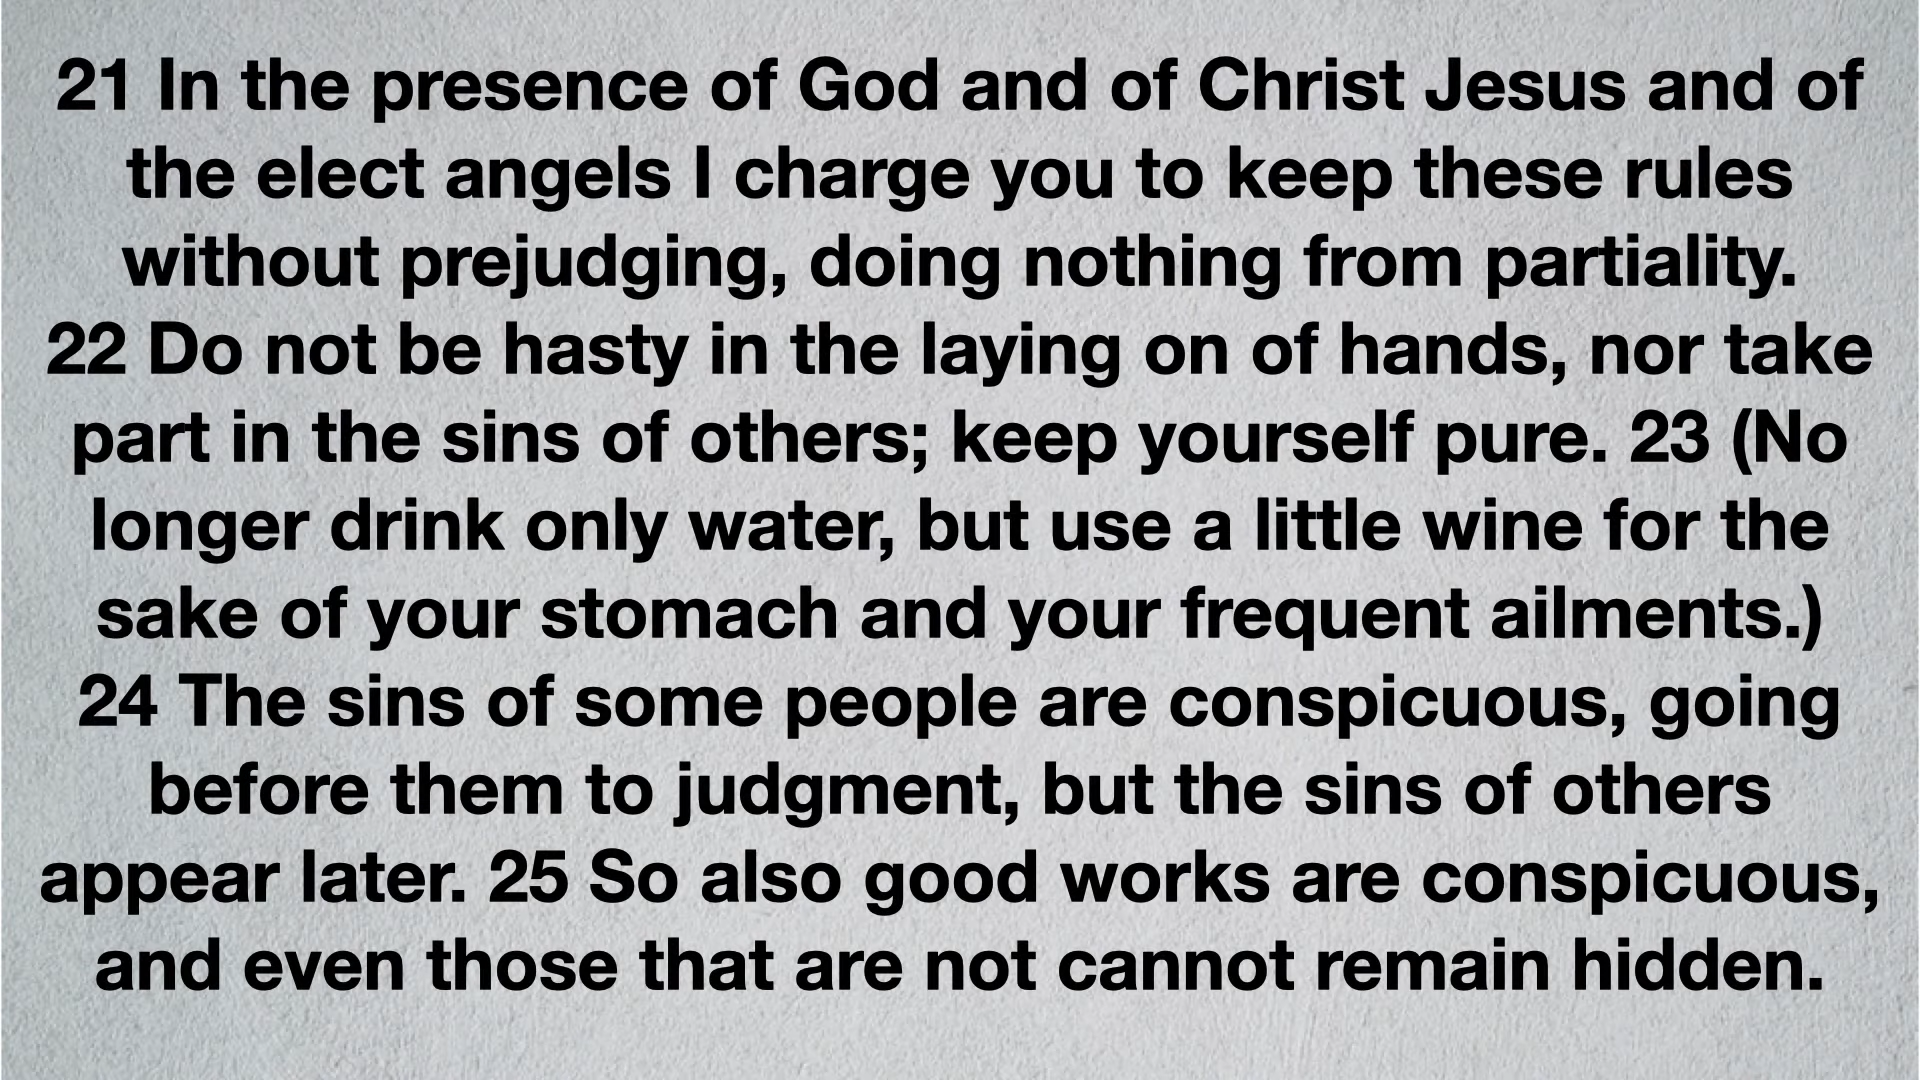 21 In the presence of God and of Christ Jesus and of
the elect angels I charge you to keep these rules
without prejudging, doing nothing from partiality.
22 Do not be hasty in the laying on of hands, nor take
part in the sins of others; keep yourself pure. 23 (No
longer drink only water, but use a little wine for the
sake of your stomach and your frequent ailments.)
24 The sins of some people are conspicuous, going
before them to judgment, but the sins of others
appear later. 25 So also good works are conspicuous,
and even those that are not cannot remain hidden.